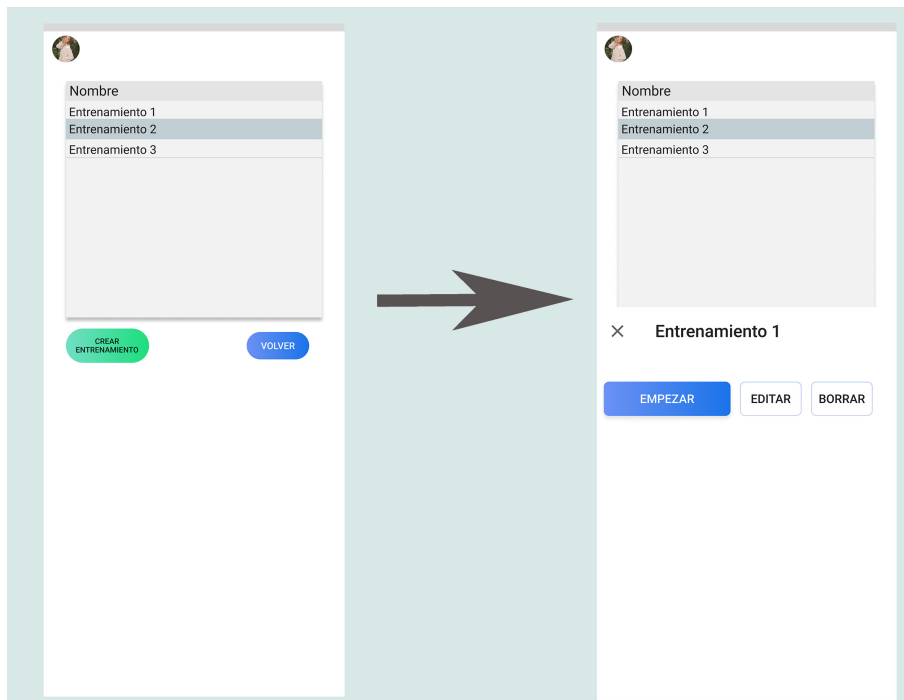 Nombre
Entrenamiento 1
Entrenamiento 2
Entrenamiento 3
CREAR
ENTRENAMIENTO
VOLVER
Nombre
Entrenamiento 1
Entrenamiento 2
Entrenamiento 3
Entrenamiento 1
EMPEZAR
EDITAR
BORRAR